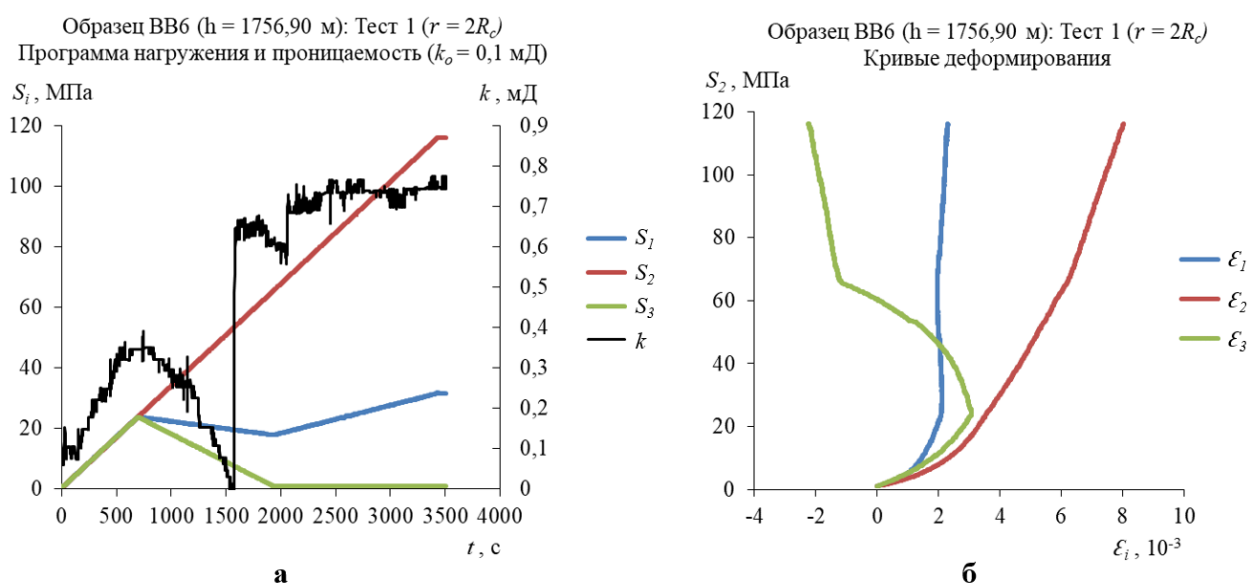 Образец ВВ6 (h = 1756,90 м): Тест 1 (r = 2Rc)
Программа нагружения и проницаемость (ko = 0,1 мД)
Si , МПа
k , мД
120
100
80
60
40
20
0
0,9
0,8
0,7
0,6
0,5
0,4
0,3
0,2
0,1
0
0 500 1000 1500 2000 2500 3000 3500 4000
t , с
S1
S2
S3
k
а
Образец ВВ6 (h = 1756,90 м): Тест 1 (r = 2Rc)
Кривые деформирования
S2 , МПа
120
100
80
60
40
20
0
-4 -2 0 2 4 6 8 10
Ɛi , 10-3
Ɛ1
Ɛ2
Ɛ3
б